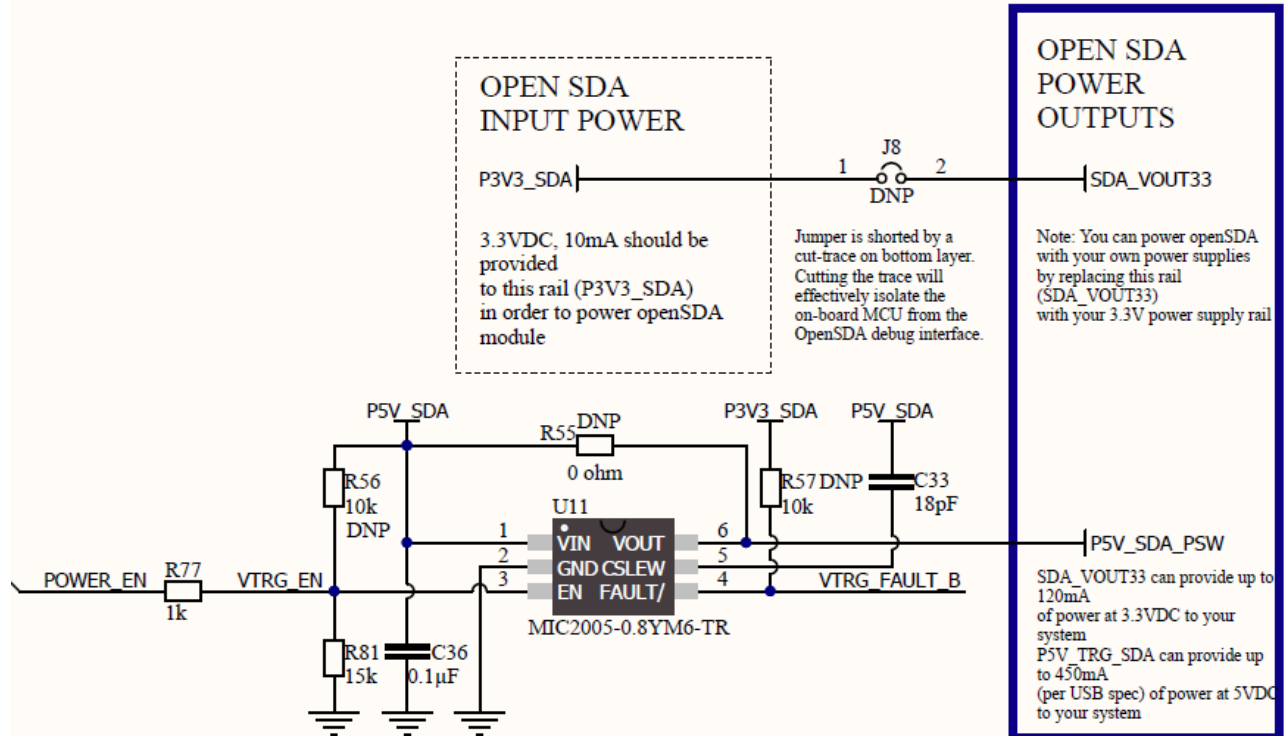 OPEN SDA
INPUT POWER
P3V3_SDA
3.3VDC, 10mA should be
provided
to this rail (P3V3_SDA)
in order to power openSDA
module
J8
1
2
DNP
Jumper is shorted by a
cut-trace on bottom layer.
Cutting the trace will
effectively isolate the
on-board MCU from the
OpenSDA debug interface.
OPEN SDA
POWER
OUTPUTS
SDA_VOUT33
Note: You can power openSDA
with your own power supplies
by replacing this rail
(SDA_VOUT33)
with your 3.3V power supply rail
P5V_SDA
R55
DNP
0 ohm
P3V3_SDA
P5V_SDA
R56
10k
DNP
R57
10k
DNP
C33
18pF
U11
1
2
3
VIN
GND
EN
VOUT
CSLEW
FAULT/
6
5
4
MIC2005-0.8YM6-TR
POWER_EN
R77
1k
VTRG_EN
VTRG_FAULT_B
R81
15k
C36
0.1µF
P5V_SDA_PSW
SDA_VOUT33 can provide up to
120mA
of power at 3.3VDC to your
system
P5V_TRG_SDA can provide up
to 450mA
(per USB spec) of power at 5VDC
to your system